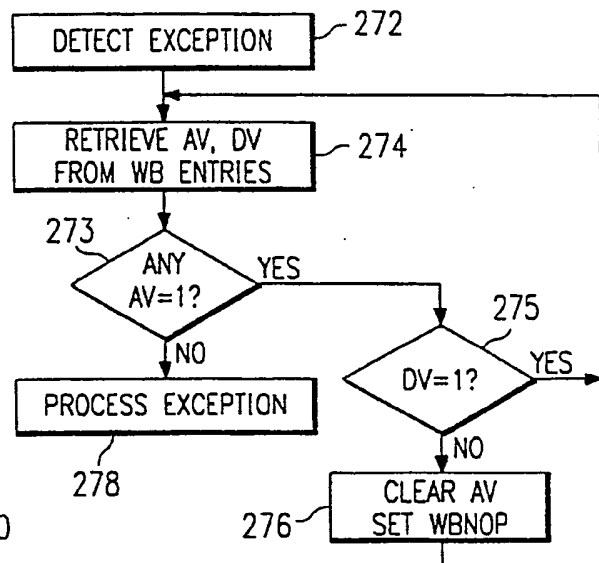 DETECT EXCEPTION
272
RETRIEVE AV, DV
FROM WB ENTRIES
274
273
ANY
AV=1?
YES
NO
275
DV=1?
YES
NO
PROCESS EXCEPTION
278
CLEAR AV
SET WBNOP
276
0